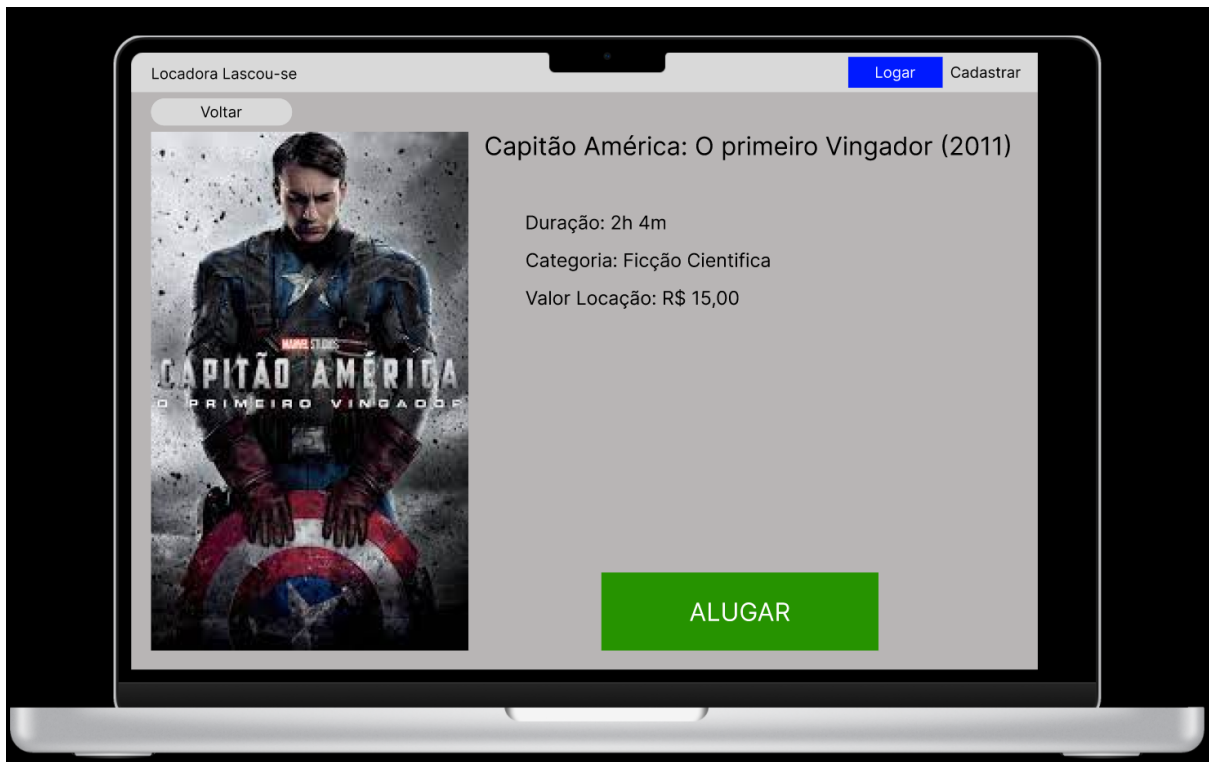 Locadora Lascou-se
Logar
Cadastrar
Voltar
Capitão América: O primeiro Vingador (2011)
Duração: 2h 4m
Categoria: Ficção Cientifica
Valor Locação: R$ 15,00
MARVEL STUDIOS
CAPITÃO AMÉRICA
O PRIMEIRO VINGADOR
ALUGAR